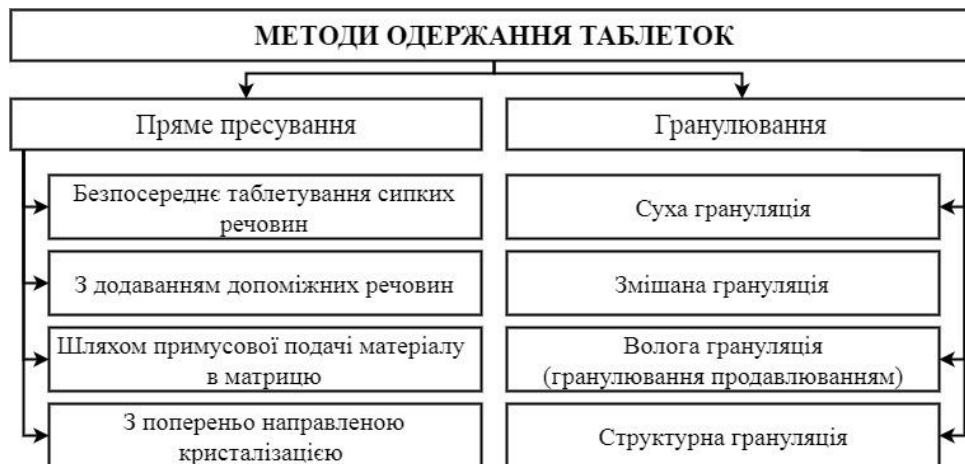 МЕТОДИ ОДЕРЖАННЯ ТАБЛЕТОК
Пряме пресування
Безпосереднє таблетування сипких
речовин
З додаванням допоміжних речовин
Шляхом примусової подачі матеріалу
в матрицю
З попереньо направленою
кристалізацією
Гранулювання
Суха грануляція
Змішана грануляція
Волога грануляція
(гранулювання продавлюванням)
Структурна грануляція